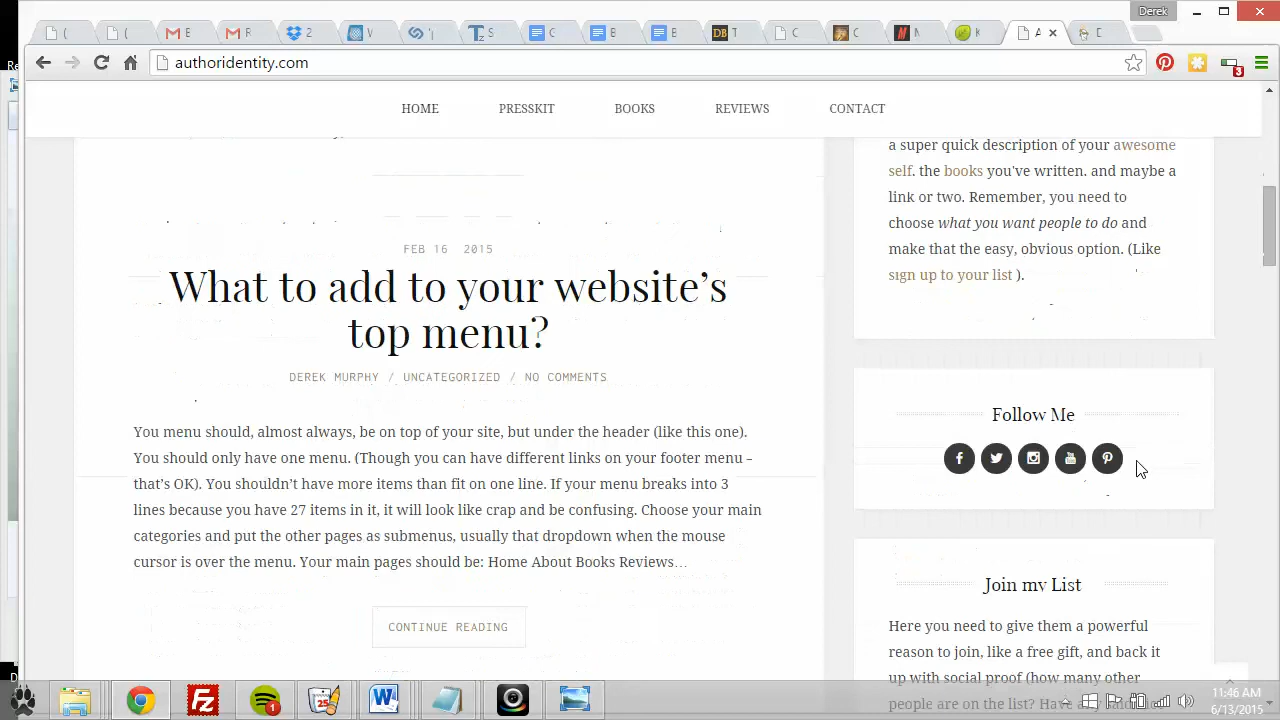 Derek
authoridentity.com
HOME PRESSKIT BOOKS REVIEWS CONTACT
FEB 16 2015
What to add to your website's
top menu?
DEREK MURPHY / UNCATEGORIZED / NO COMMENTS
You menu should, almost always, be on top of your site, but under the header (like this one).
You should only have one menu. (Though you can have different links on your footer menu –
that's OK). You shouldn't have more items than fit on one line. If your menu breaks into 3
lines because you have 27 items in it, it will look like crap and be confusing. Choose your main
categories and put the other pages as submenus, usually that dropdown when the mouse
cursor is over the menu. Your main pages should be: Home About Books Reviews…
CONTINUE READING
a super quick description of your awesome
self. the books you've written. and maybe a
link or two. Remember, you need to
choose what you want people to do and
make that the easy, obvious option. (Like
sign up to your list ).
Follow Me
Join my List
Here you need to give them a powerful
reason to join, like a free gift, and back it
up with social proof (how many other
people are on the list? Have
11:46 AM
6/13/2015